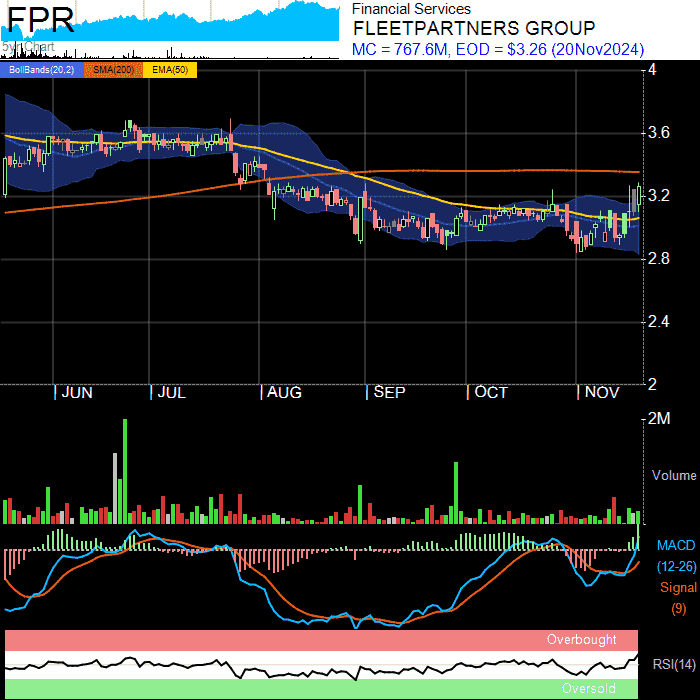 FPR
5yr Chart
Financial Services
FLEETPARTNERS GROUP
MC = 767.6M, EOD = $3.26 (20Nov2024)
BollBands(20,2) SMA(200) EMA(50)
4
3.6
3.2
2.8
2.4
2
JUN JUL AUG SEP OCT NOV
2M
Volume
MACD
(12-26)
Signal
(9)
Overbought
RSI(14)
Oversold